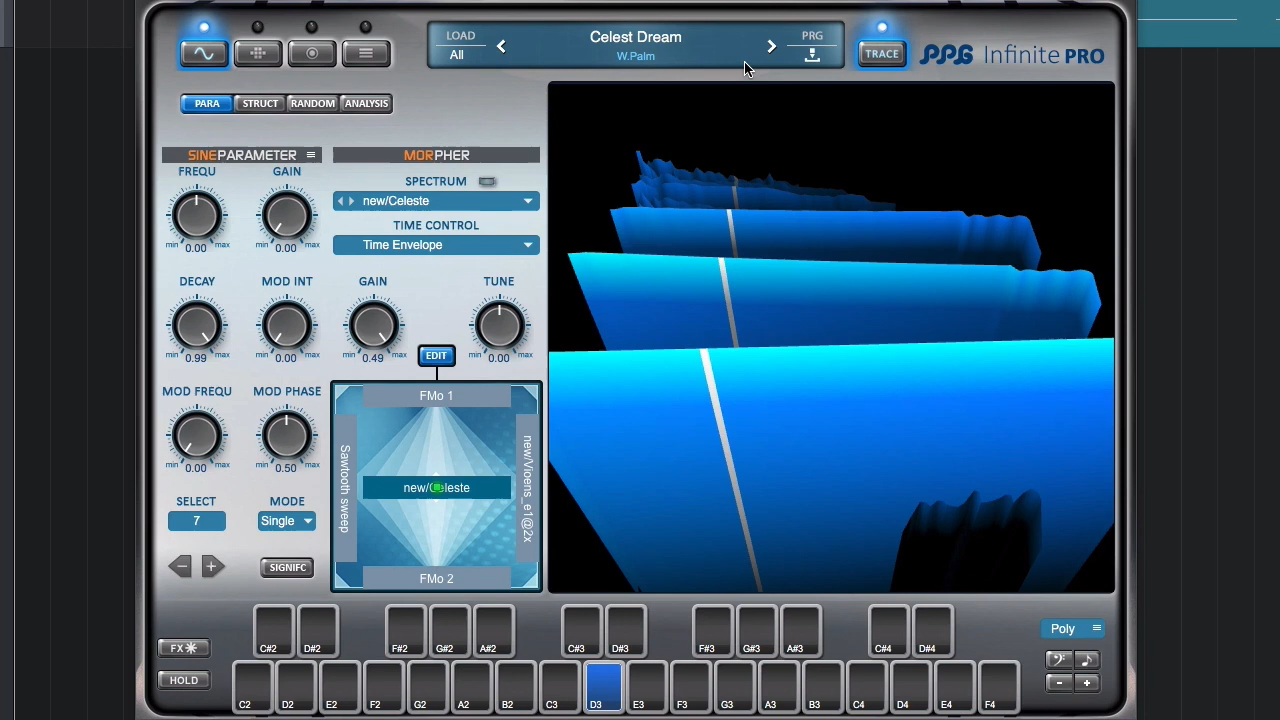 LOAD
All
Celest Dream
W.Palm
PRG
TRACE
PPG Infinite PRO
PARA STRUCT RANDOM ANALYSIS
SINEPARAMETER
MORPHER
FREQU GAIN
min 0.00 max
min 0.00 max
SPECTRUM
new/Celeste
TIME CONTROL
Time Envelope
DECAY MOD INT GAIN TUNE
min 0.99 max
min 0.00 max
min 0.49 max
min 0.00 max
EDIT
MOD FREQU MOD PHASE
min 0.00 max
min 0.50 max
FMo 1
Sawtooth sweep
new/Celeste
new/Vioens_e1@2x
FMo 2
SELECT MODE
7 Single
SIGNIFC
FX
HOLD
C#2 D#2 F#2 G#2 A#2 C#3 D#3 F#3 G#3 A#3 C#4 D#4
C2 D2 E2 F2 G2 A2 B2 C3 D3 E3 F3 G3 A3 B3 C4 D4 E4 F4
Poly
- +